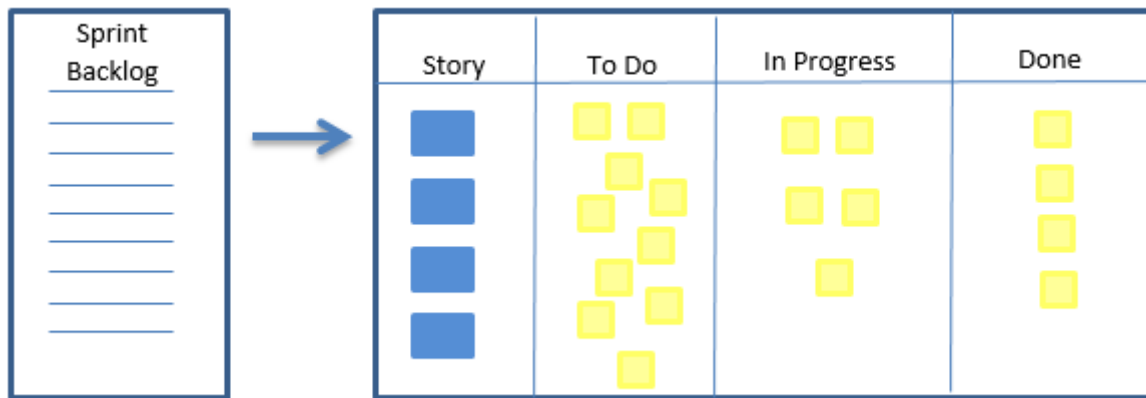 Sprint
Backlog
Story
To Do
In Progress
Done